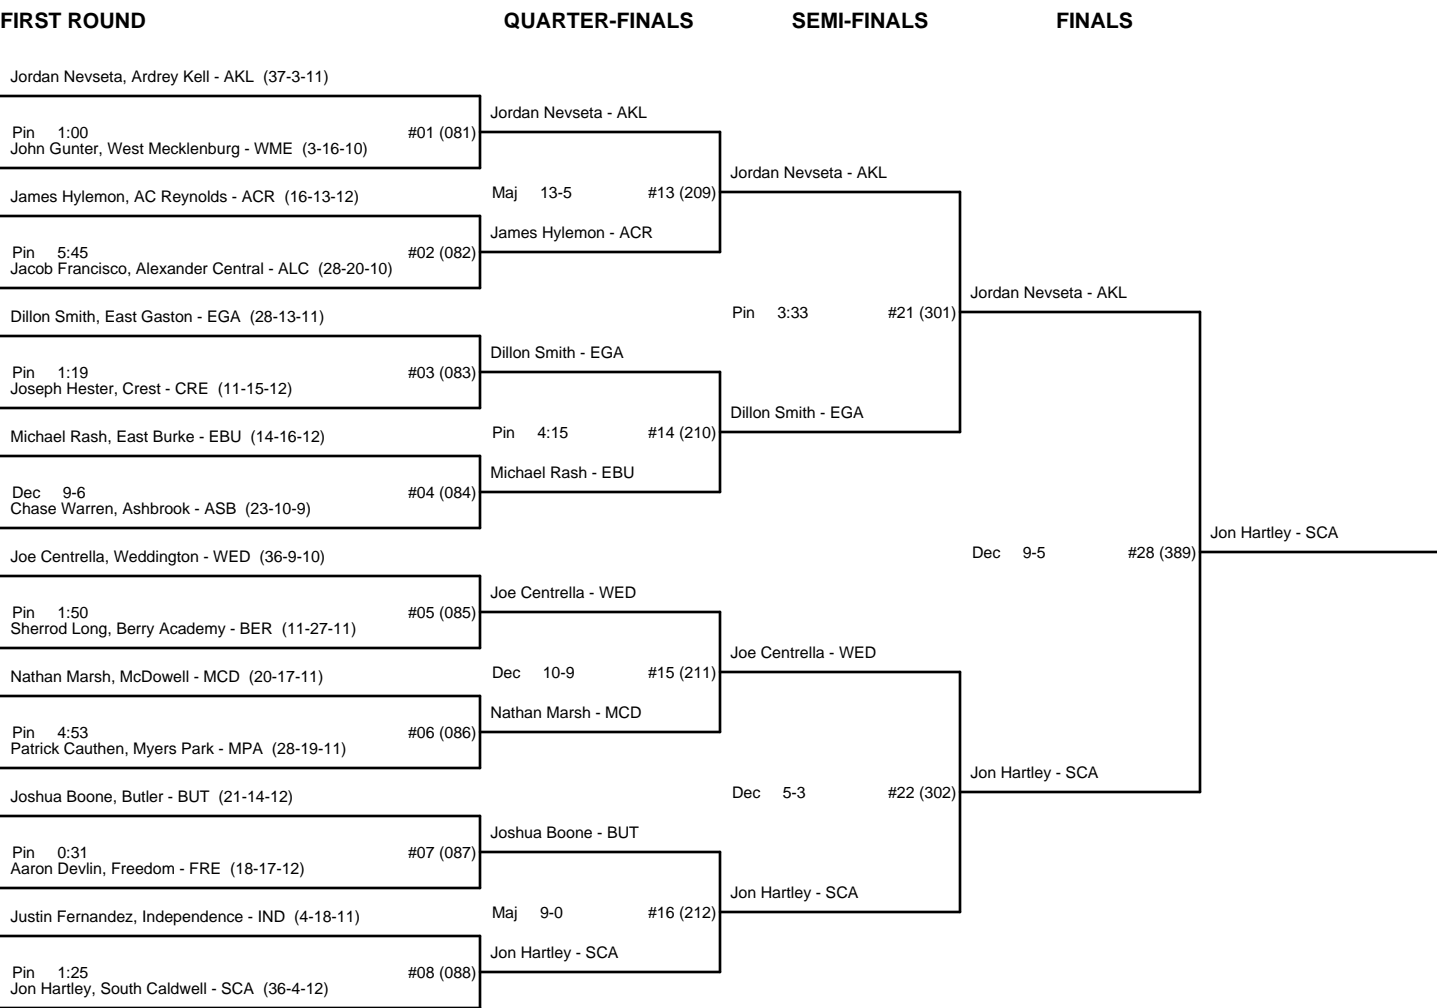 FIRST ROUND QUARTER-FINALS SEMI-FINALS FINALS
Jordan Nevseta, Ardrey Kell - AKL (37-3-11)
Jordan Nevseta - AKL
Pin 1:00 #01 (081)
John Gunter, West Mecklenburg - WME (3-16-10)
Jordan Nevseta - AKL
James Hylemon, AC Reynolds - ACR (16-13-12)
Maj 13-5 #13 (209)
James Hylemon - ACR
Pin 5:45 #02 (082)
Jacob Francisco, Alexander Central - ALC (28-20-10)
Jordan Nevseta - AKL
Dillon Smith, East Gaston - EGA (28-13-11)
Pin 3:33 #21 (301)
Dillon Smith - EGA
Pin 1:19 #03 (083)
Joseph Hester, Crest - CRE (11-15-12)
Dillon Smith - EGA
Michael Rash, East Burke - EBU (14-16-12)
Pin 4:15 #14 (210)
Michael Rash - EBU
Dec 9-6 #04 (084)
Chase Warren, Ashbrook - ASB (23-10-9)
Jon Hartley - SCA
Joe Centrella, Weddington - WED (36-9-10)
Dec 9-5 #28 (389)
Joe Centrella - WED
Pin 1:50 #05 (085)
Sherrod Long, Berry Academy - BER (11-27-11)
Joe Centrella - WED
Nathan Marsh, McDowell - MCD (20-17-11)
Dec 10-9 #15 (211)
Nathan Marsh - MCD
Pin 4:53 #06 (086)
Patrick Cauthen, Myers Park - MPA (28-19-11)
Jon Hartley - SCA
Joshua Boone, Butler - BUT (21-14-12)
Dec 5-3 #22 (302)
Joshua Boone - BUT
Pin 0:31 #07 (087)
Aaron Devlin, Freedom - FRE (18-17-12)
Jon Hartley - SCA
Justin Fernandez, Independence - IND (4-18-11)
Maj 9-0 #16 (212)
Jon Hartley - SCA
Pin 1:25 #08 (088)
Jon Hartley, South Caldwell - SCA (36-4-12)